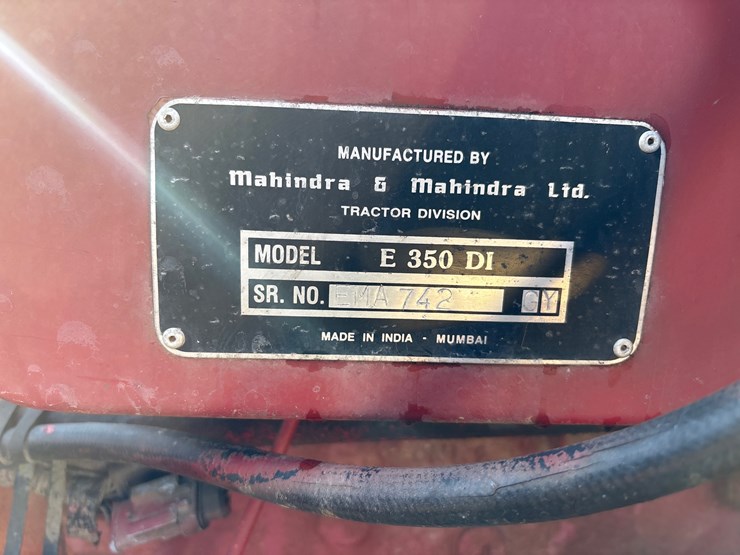 MANUFACTURED BY
Mahindra & Mahindra Ltd.
TRACTOR DIVISION
MODEL E 350 DI
SR. NO. EMA 742 CY
MADE IN INDIA - MUMBAI